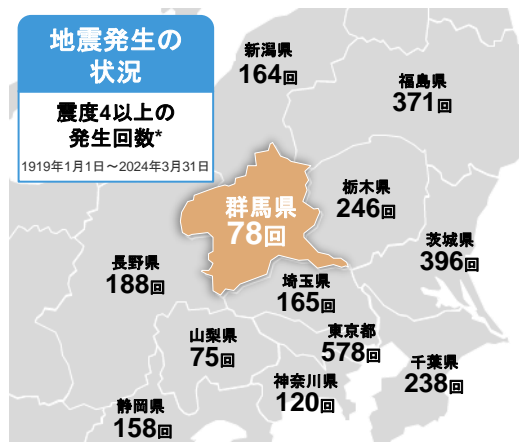 地震発生の
状況
震度4以上の
発生回数*
1919年1月1日～2024年3月31日
新潟県
164回
福島県
371回
群馬県
78回
栃木県
246回
茨城県
396回
長野県
188回
埼玉県
165回
山梨県
75回
東京都
578回
千葉県
238回
神奈川県
120回
静岡県
158回